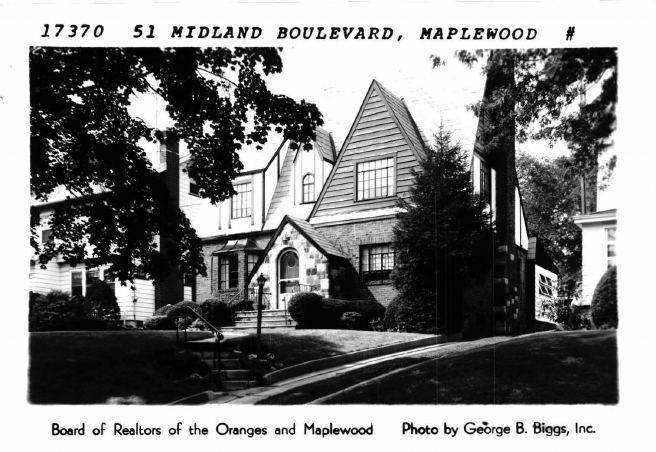 17370 51 MIDLAND BOULEVARD, MAPLEWOOD #
Board of Realtors of the Oranges and Maplewood Photo by George B. Biggs, Inc.